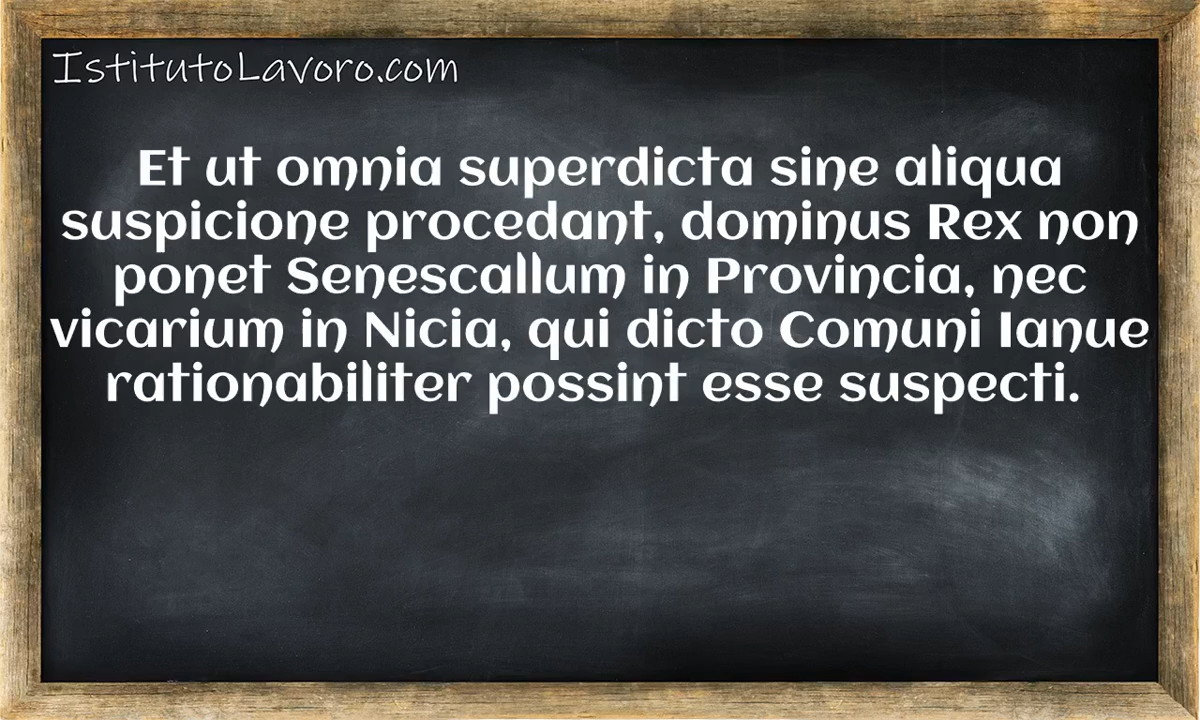 IstitutoLavoro.com
Et ut omnia superdicta sine aliqua
suspicione procedant, dominus Rex non
ponet Senescallum in Provincia, nec
vicarium in Nicia, qui dicto Comuni Ianue
rationabiliter possint esse suspecti.